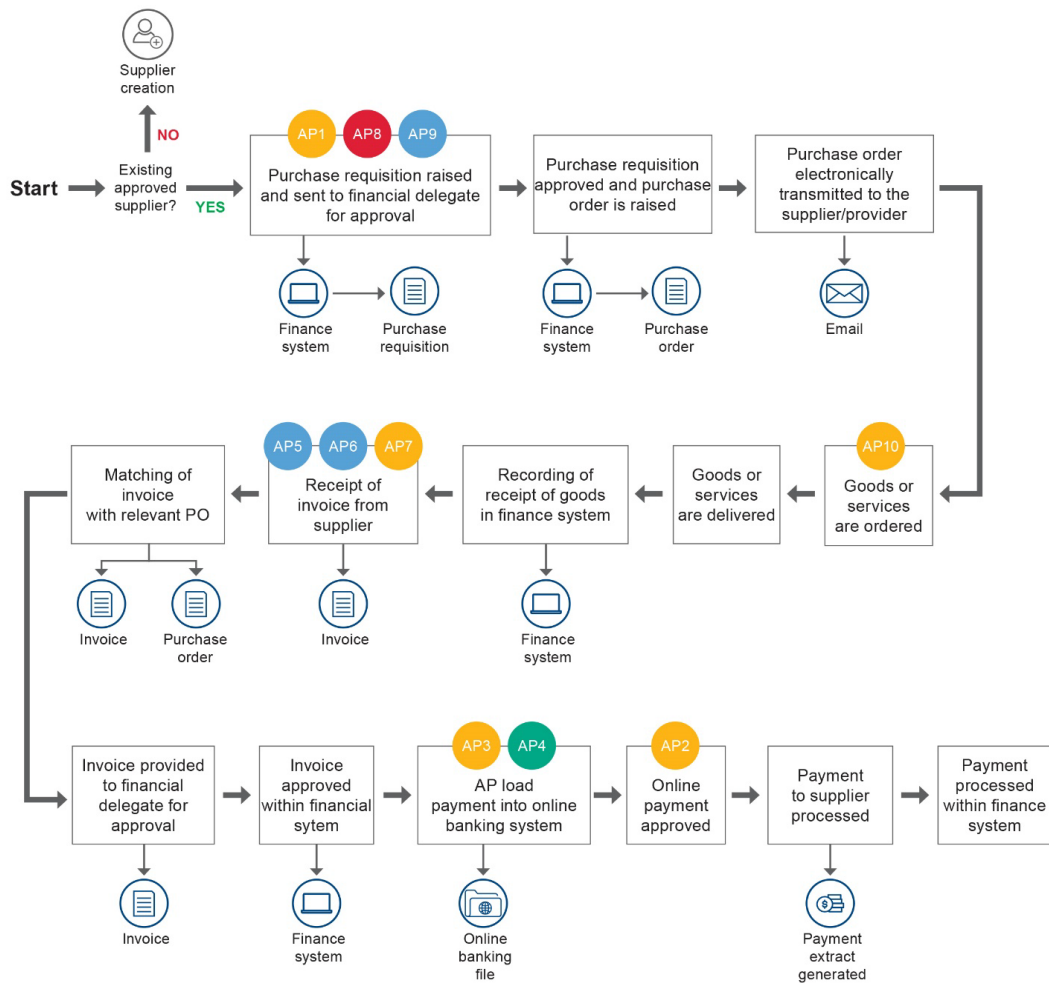 Supplier
creation
NO
Start
Existing
approved
supplier?
YES
AP1
AP8
AP9
Purchase requisition raised
and sent to financial delegate
for approval
Purchase requisition
approved and purchase
order is raised
Purchase order
electronically
transmitted to the
supplier/provider
Finance
system
Purchase
requisition
Finance
system
Purchase
order
Email
AP5
AP6
AP7
AP10
Matching of
invoice
with relevant PO
Receipt of
invoice from
supplier
Recording of
receipt of goods
in finance system
Goods or
services
are delivered
Goods or
services
are ordered
Invoice
Purchase
order
Invoice
Finance
system
AP3
AP4
AP2
Invoice provided
to financial
delegate for
approval
Invoice
approved
within financial
sytem
AP load
payment into online
banking system
Online
payment
approved
Payment
to supplier
processed
Payment
processed
within finance
system
Invoice
Finance
system
Online
banking
file
Payment
extract
generated